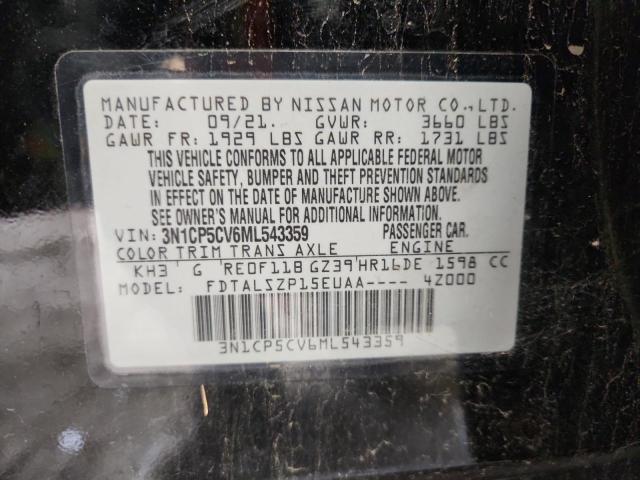 MANUFACTURED BY NISSAN MOTOR CO.,LTD.
DATE: 09/21. GVWR: 3660 LBS
GAWR FR: 1929 LBS GAWR RR: 1731 LBS
THIS VEHICLE CONFORMS TO ALL APPLICABLE FEDERAL MOTOR
VEHICLE SAFETY, BUMPER AND THEFT PREVENTION STANDARDS
IN EFFECT ON THE DATE OF MANUFACTURE SHOWN ABOVE.
SEE OWNER'S MANUAL FOR ADDITIONAL INFORMATION.
VIN: 3N1CP5CV6ML543359 PASSENGER CAR.
COLOR TRIM TRANS AXLE ENGINE
KH3 G RE0F11B GZ39 HR16DE 1598 CC
MODEL: FDTALSZP15EUAA---- 4Z000
3N1CP5CV6ML543359